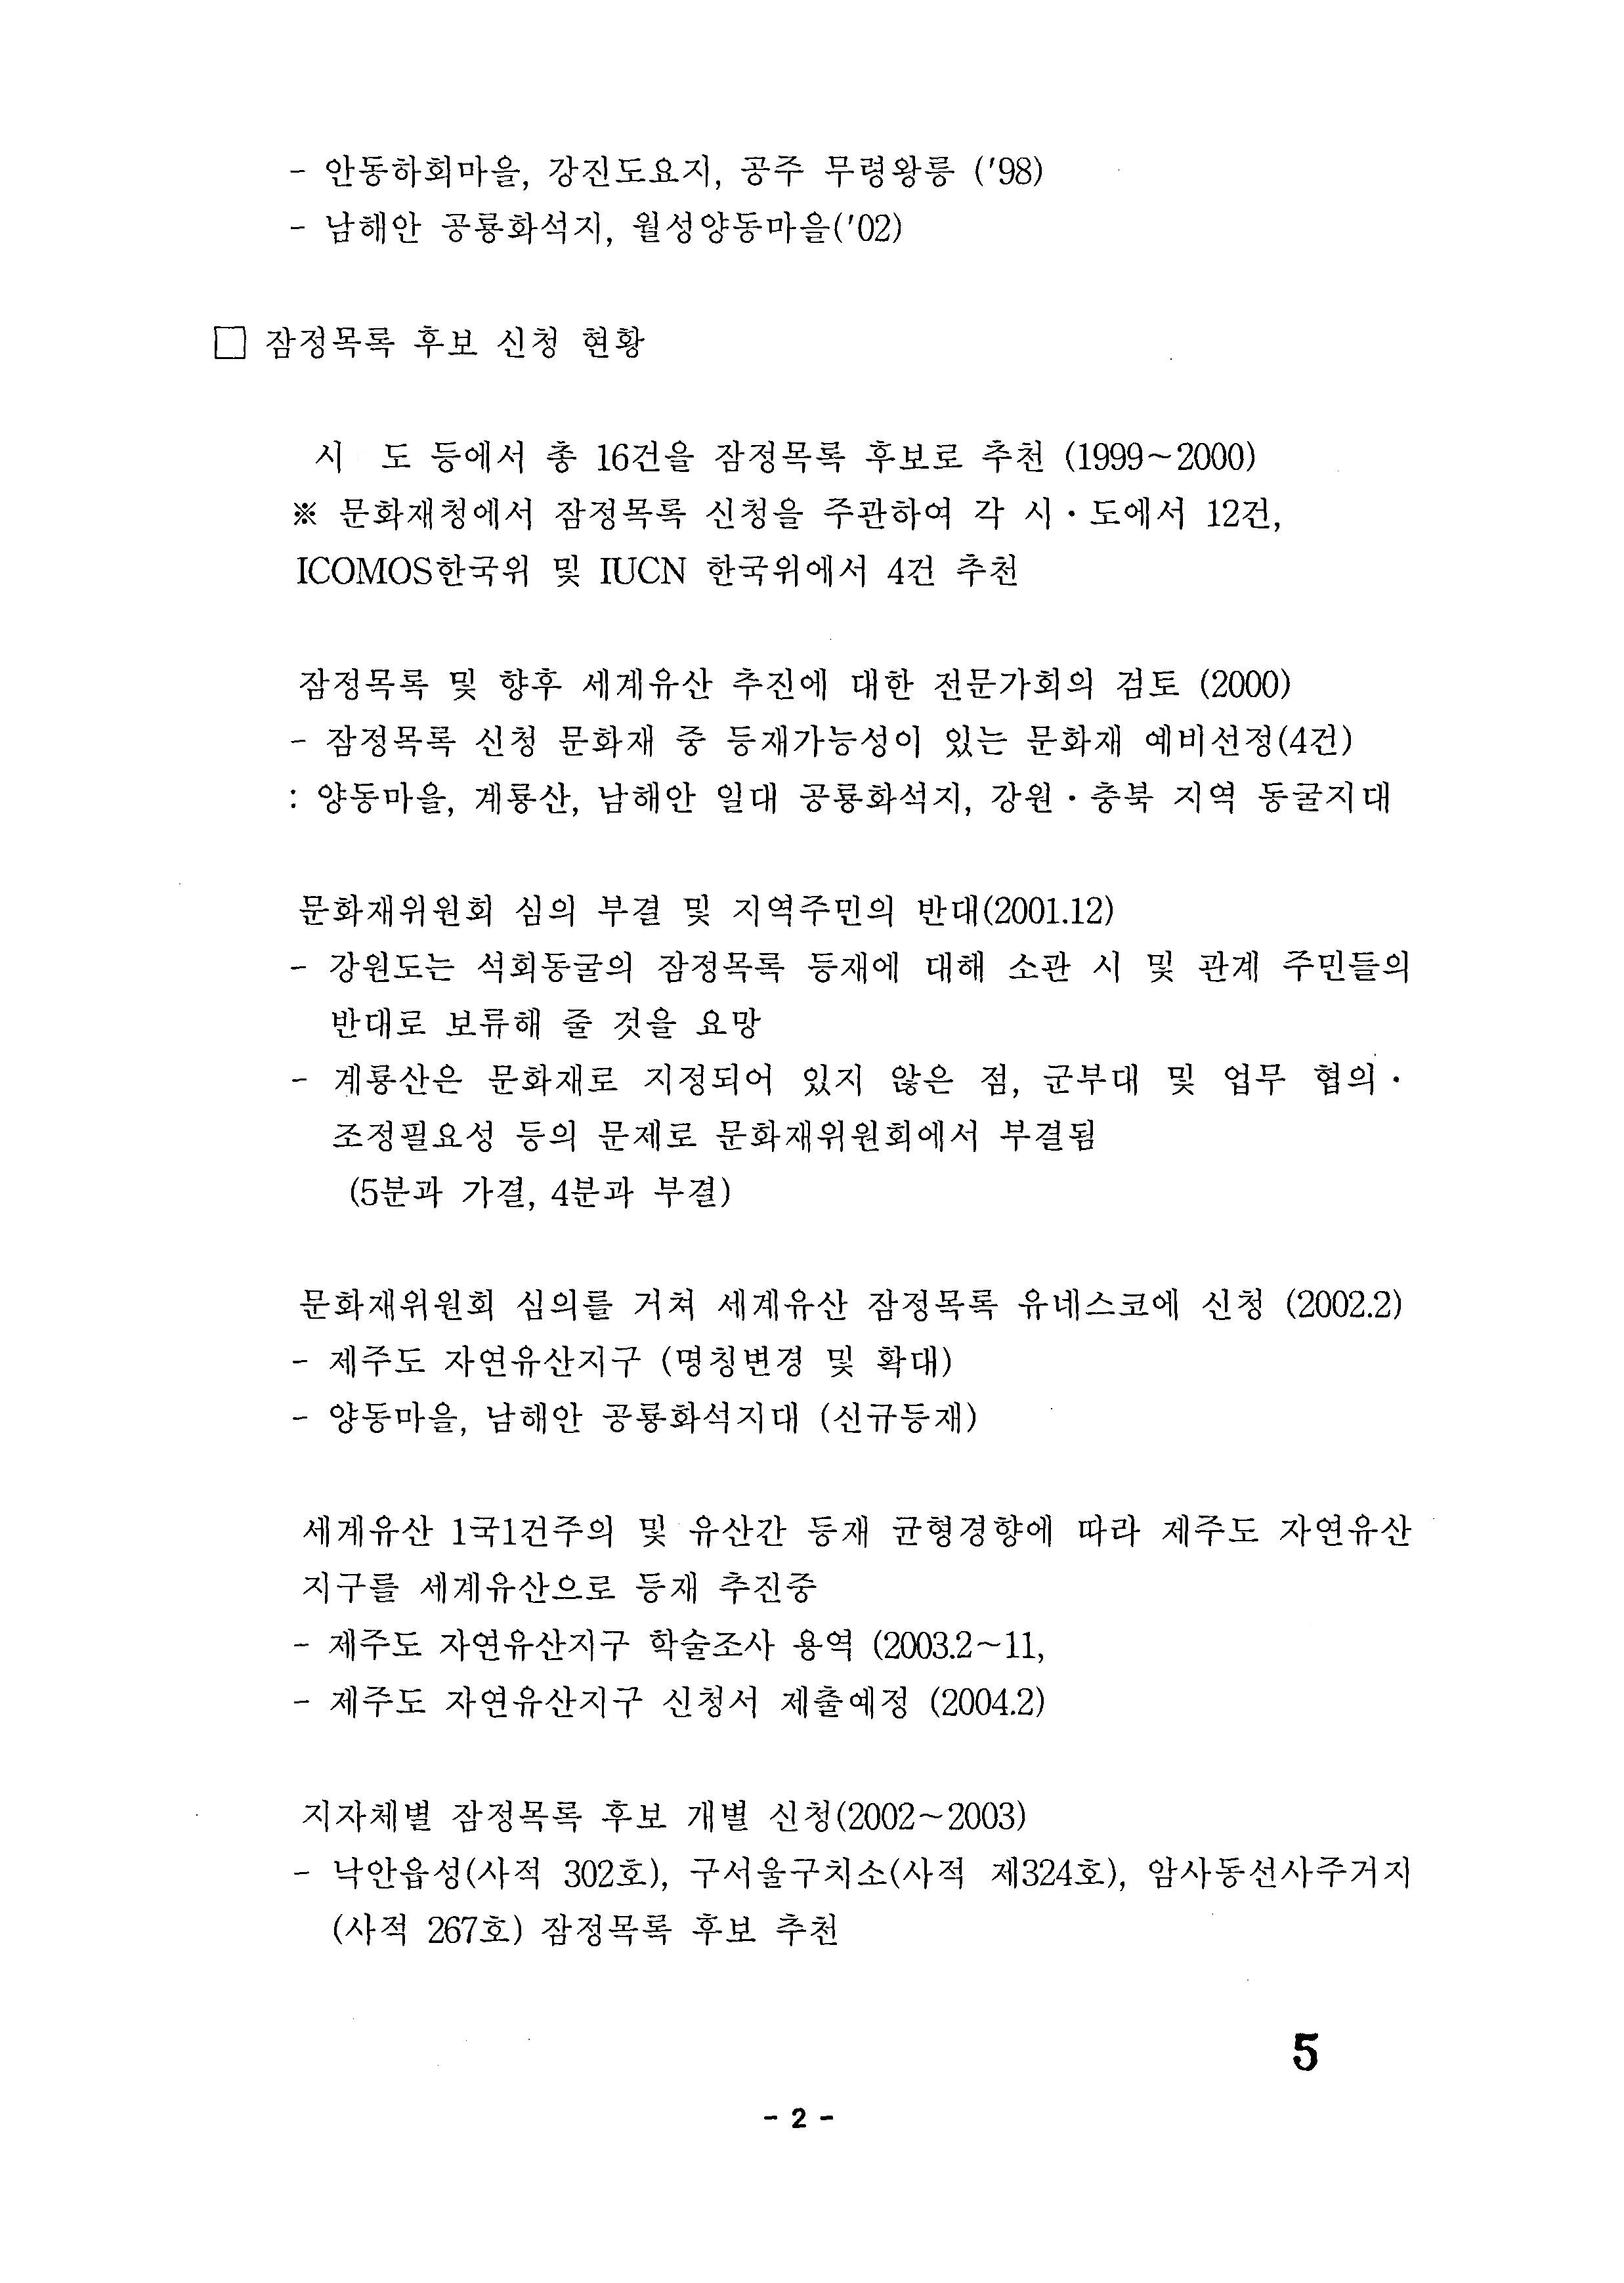 - 안동하회마을, 강진도요지, 공주 무령왕릉 ('98)
- 남해안 공룡화석지, 월성양동마을('02)
□ 잠정목록 후보 신청 현황
시 도 등에서 총 16건을 잠정목록 후보로 추천 (1999~2000)
※ 문화재청에서 잠정목록 신청을 주관하여 각 시·도에서 12건,
ICOMOS한국위 및 IUCN 한국위에서 4건 추천
잠정목록 및 향후 세계유산 추진에 대한 전문가회의 검토 (2000)
- 잠정목록 신청 문화재 중 등재가능성이 있는 문화재 예비선정(4건)
: 양동마을, 계룡산, 남해안 일대 공룡화석지, 강원·충북 지역 동굴지대
문화재위원회 심의 부결 및 지역주민의 반대(2001.12)
- 강원도는 석회동굴의 잠정목록 등재에 대해 소관 시 및 관계 주민들의
반대로 보류해 줄 것을 요망
- 계룡산은 문화재로 지정되어 있지 않은 점, 군부대 및 업무 협의·
조정필요성 등의 문제로 문화재위원회에서 부결됨
(5분과 가결, 4분과 부결)
문화재위원회 심의를 거쳐 세계유산 잠정목록 유네스코에 신청 (2002.2)
- 제주도 자연유산지구 (명칭변경 및 확대)
- 양동마을, 남해안 공룡화석지대 (신규등재)
세계유산 1국1건주의 및 유산간 등재 균형경향에 따라 제주도 자연유산
지구를 세계유산으로 등재 추진중
- 제주도 자연유산지구 학술조사 용역 (2003.2~11,
- 제주도 자연유산지구 신청서 제출예정 (2004.2)
지자체별 잠정목록 후보 개별 신청(2002~2003)
- 낙안읍성(사적 302호), 구서울구치소(사적 제324호), 암사동선사주거지
(사적 267호) 잠정목록 후보 추천
5
- 2 -